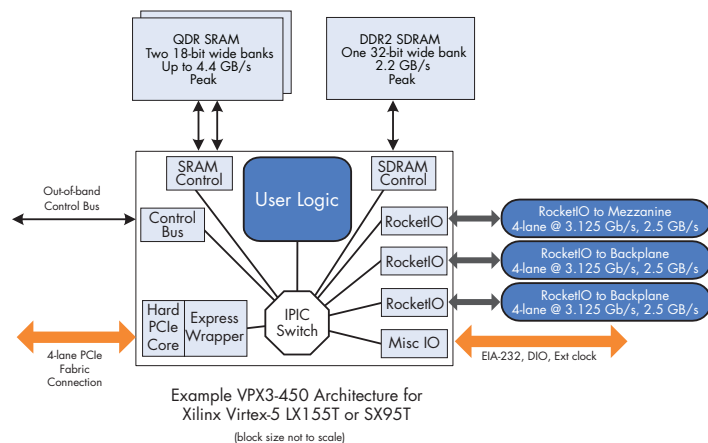 QDR SRAM
Two 18-bit wide banks
Up to 4.4 GB/s
Peak
DDR2 SDRAM
One 32-bit wide bank
2.2 GB/s
Peak
SRAM
Control
User Logic
SDRAM
Control
Out-of-band
Control Bus
Control
Bus
RocketIO
RocketIO to Mezzanine
4-lane @ 3.125 Gb/s, 2.5 GB/s
RocketIO
RocketIO to Backplane
4-lane @ 3.125 Gb/s, 2.5 GB/s
RocketIO
RocketIO to Backplane
4-lane @ 3.125 Gb/s, 2.5 GB/s
Hard
PCIe
Core
Express
Wrapper
IPIC
Switch
Misc IO
4-lane PCIe
Fabric
Connection
EIA-232, DIO, Ext clock
Example VPX3-450 Architecture for
Xilinx Virtex-5 LX155T or SX95T
(block size not to scale)